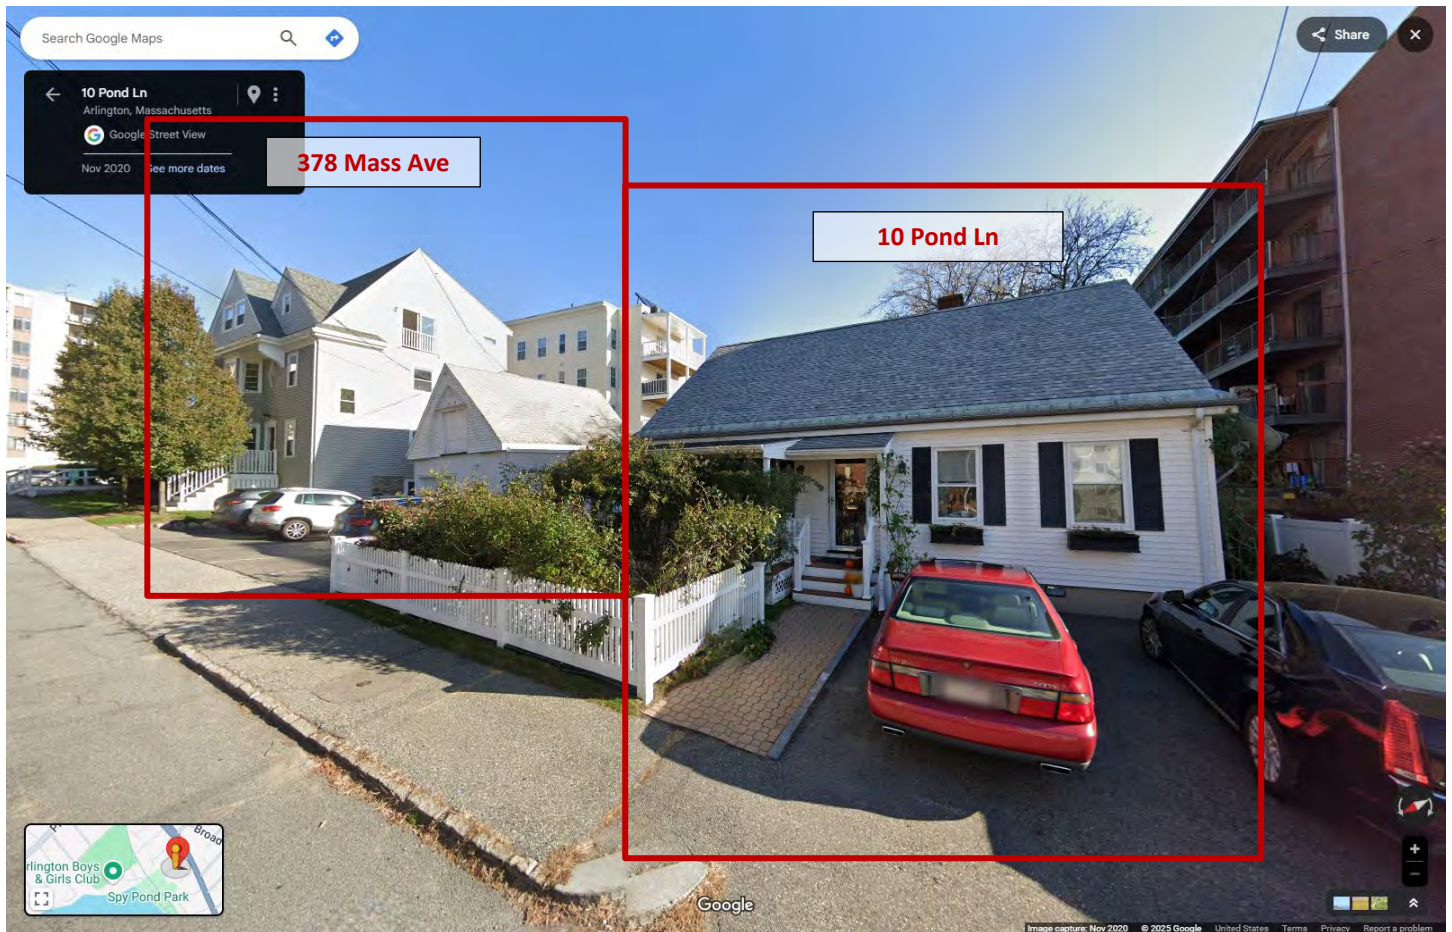 Search Google Maps
Share
10 Pond Ln
Arlington, Massachusetts
Google Street View
Nov 2020 See more dates
378 Mass Ave
10 Pond Ln
Broad
rlington Boys
& Girls Club
Spy Pond Park
Google
Image capture: Nov 2020 © 2025 Google United States Terms Privacy Report a problem